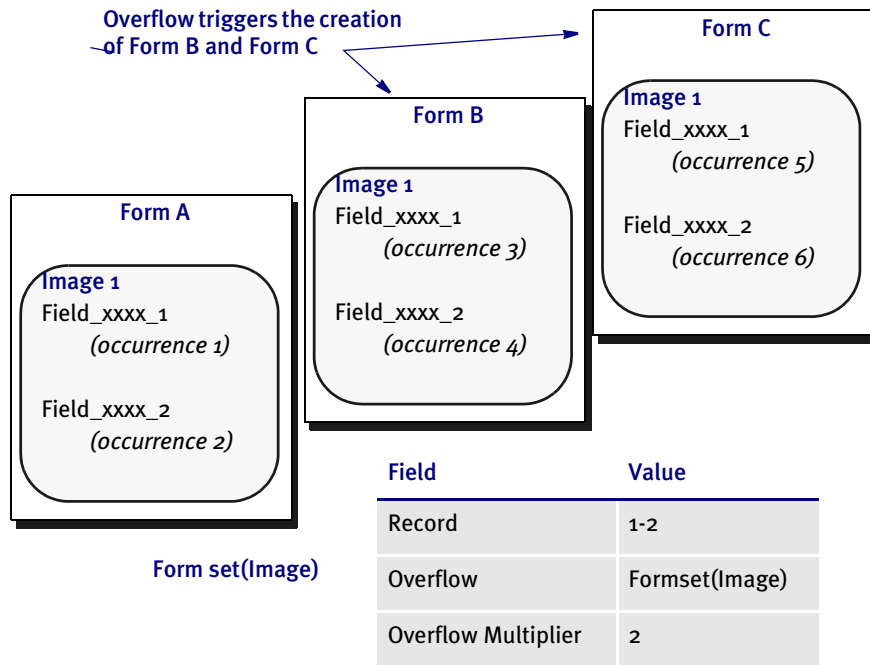 Overflow triggers the creation
of Form B and Form C
Form A
Image 1
Field_xxxx_1
(occurrence 1)
Field_xxxx_2
(occurrence 2)
Form B
Image 1
Field_xxxx_1
(occurrence 3)
Field_xxxx_2
(occurrence 4)
Form C
Image 1
Field_xxxx_1
(occurrence 5)
Field_xxxx_2
(occurrence 6)
Form set(Image)
Field Value
Record 1-2
Overflow Formset(Image)
Overflow Multiplier 2